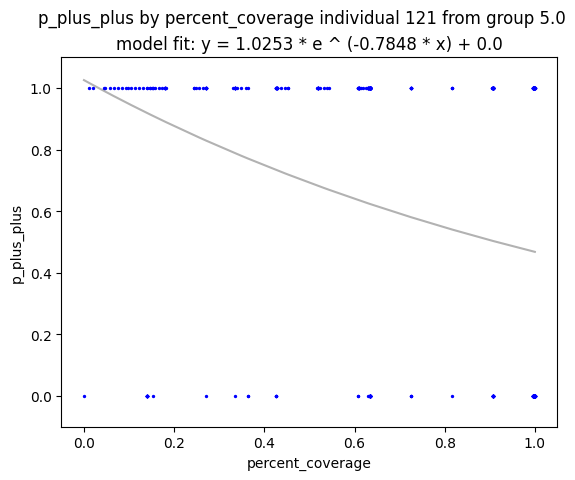 p_plus_plus by percent_coverage individual 121 from group 5.0
model fit: y = 1.0253 * e ^ (-0.7848 * x) + 0.0
1.0
0.8
0.6
0.4
0.2
0.0
p_plus_plus
0.0 0.2 0.4 0.6 0.8 1.0
percent_coverage